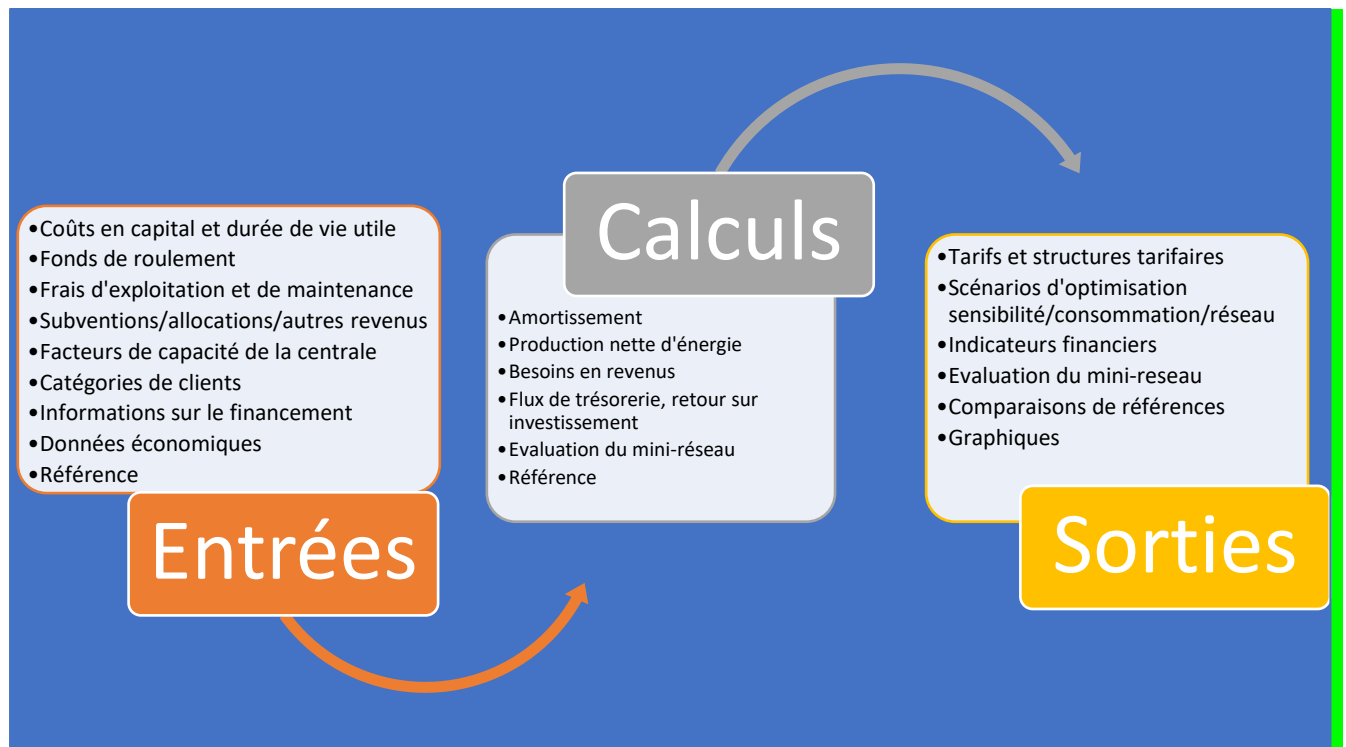 •Coûts en capital et durée de vie utile
•Fonds de roulement
•Frais d'exploitation et de maintenance
•Subventions/allocations/autres revenus
•Facteurs de capacité de la centrale
•Catégories de clients
•Informations sur le financement
•Données économiques
•Référence
Entrées
Calculs
•Amortissement
•Production nette d'énergie
•Besoins en revenus
•Flux de trésorerie, retour sur
investissement
•Evaluation du mini-réseau
•Référence
•Tarifs et structures tarifaires
•Scénarios d'optimisation
sensibilité/consommation/réseau
•Indicateurs financiers
•Evaluation du mini-reseau
•Comparaisons de références
•Graphiques
Sorties